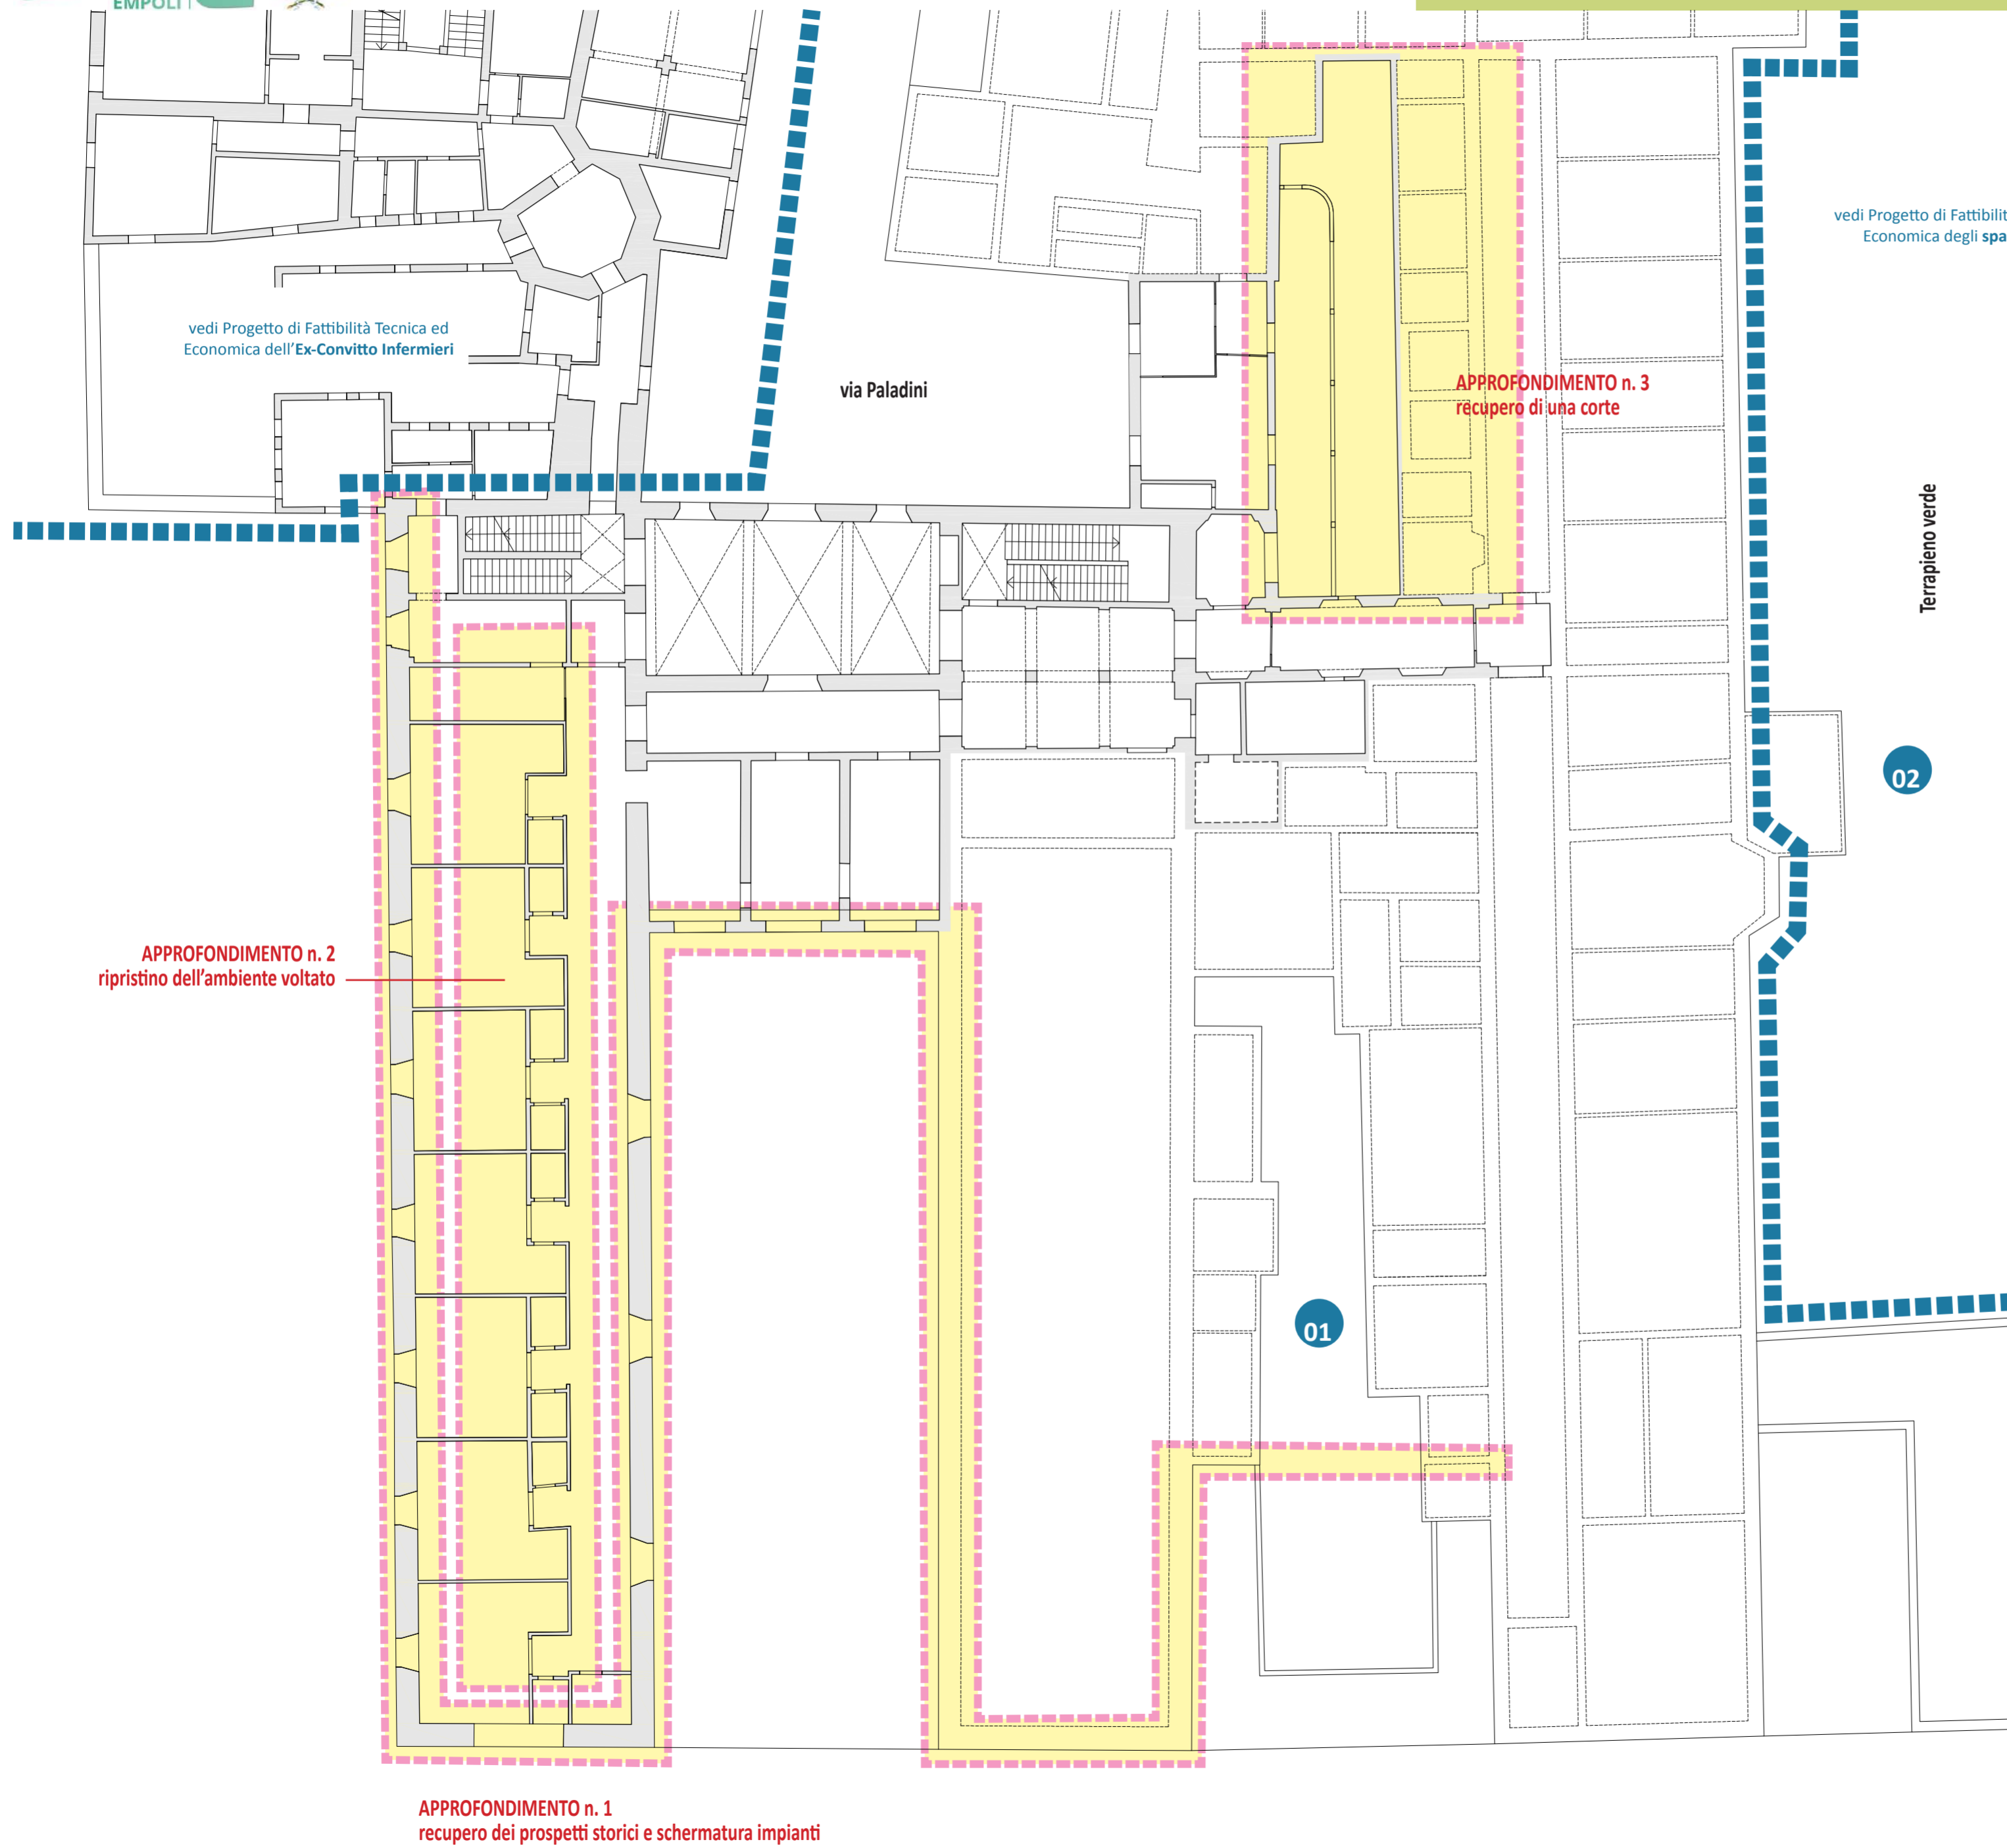 EMPOLI
vedi Progetto di Fattibilit
Economica degli spa
vedi Progetto di Fattibilità Tecnica ed
Economica dell'Ex-Convitto Infermieri
via Paladini
APPROFONDIMENTO n. 3
recupero di una corte
Terrapieno verde
02
APPROFONDIMENTO n. 2
ripristino dell'ambiente voltato
01
APPROFONDIMENTO n. 1
recupero dei prospetti storici e schermatura impianti